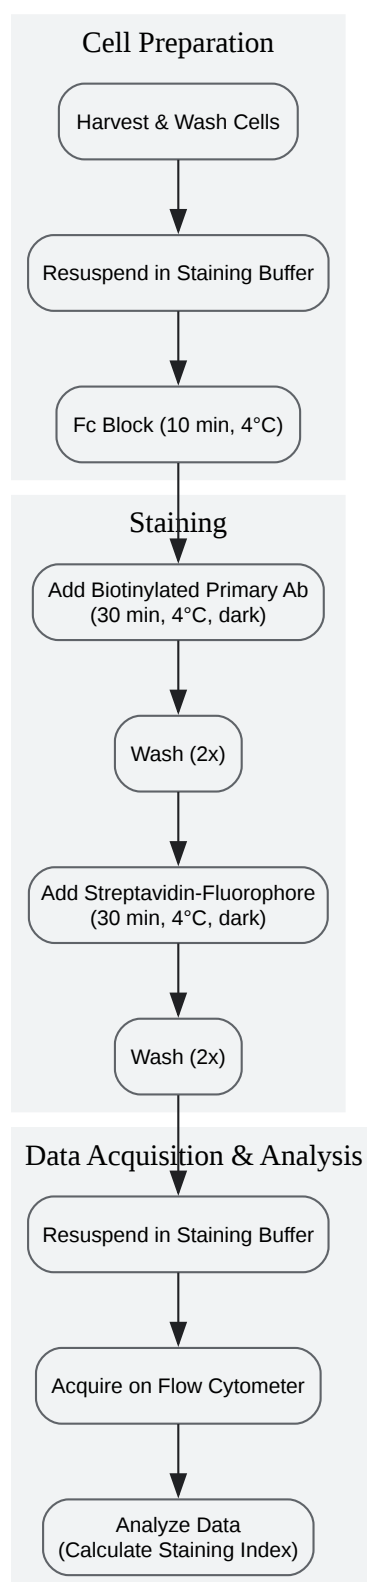 Cell Preparation
Harvest & Wash Cells
Resuspend in Staining Buffer
Fc Block (10 min, 4°C)
Staining
Add Biotinylated Primary Ab
(30 min, 4°C, dark)
Wash (2x)
Add Streptavidin-Fluorophore
(30 min, 4°C, dark)
Wash (2x)
Data Acquisition & Analysis
Resuspend in Staining Buffer
Acquire on Flow Cytometer
Analyze Data
(Calculate Staining Index)